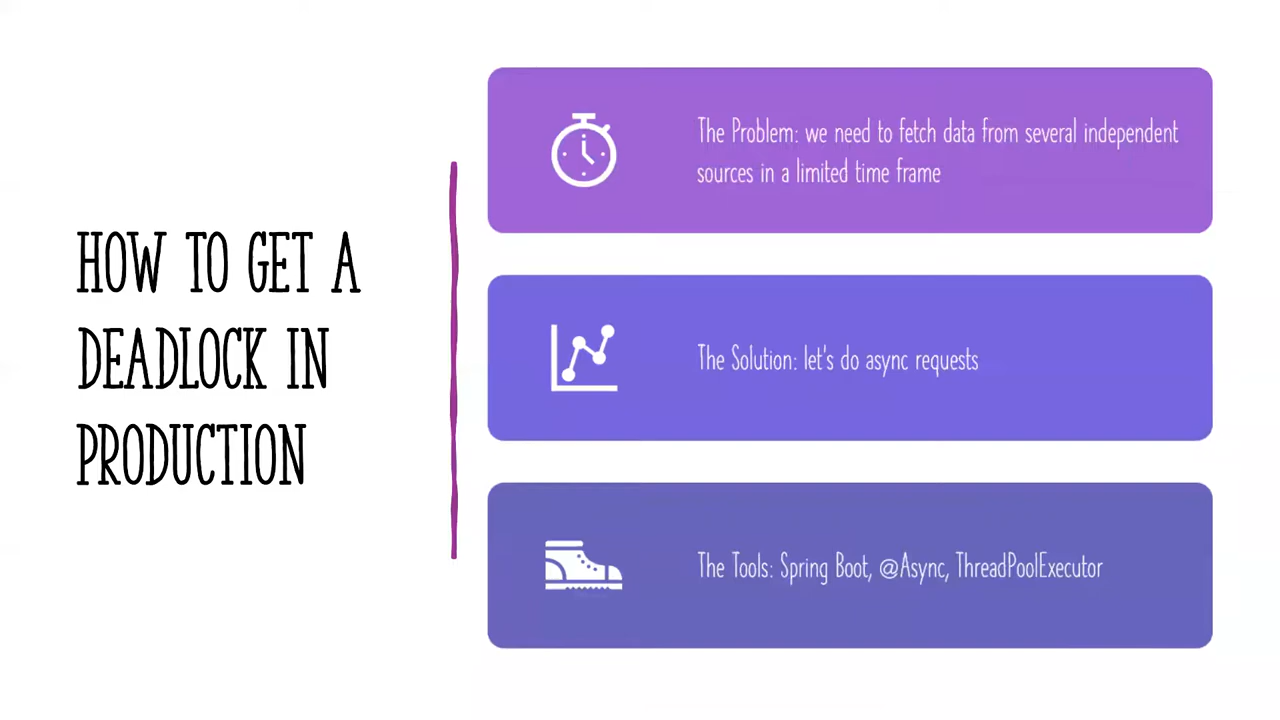 HOW TO GET A
DEADLOCK IN
PRODUCTION
The Problem: we need to fetch data from several independent
sources in a limited time frame
The Solution: let's do async requests
The Tools: Spring Boot, @Async, ThreadPoolExecutor